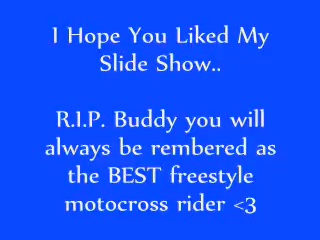 I Hope You Liked My
Slide Show..
R.I.P. Buddy you will
always be rembered as
the BEST freestyle
motocross rider <3